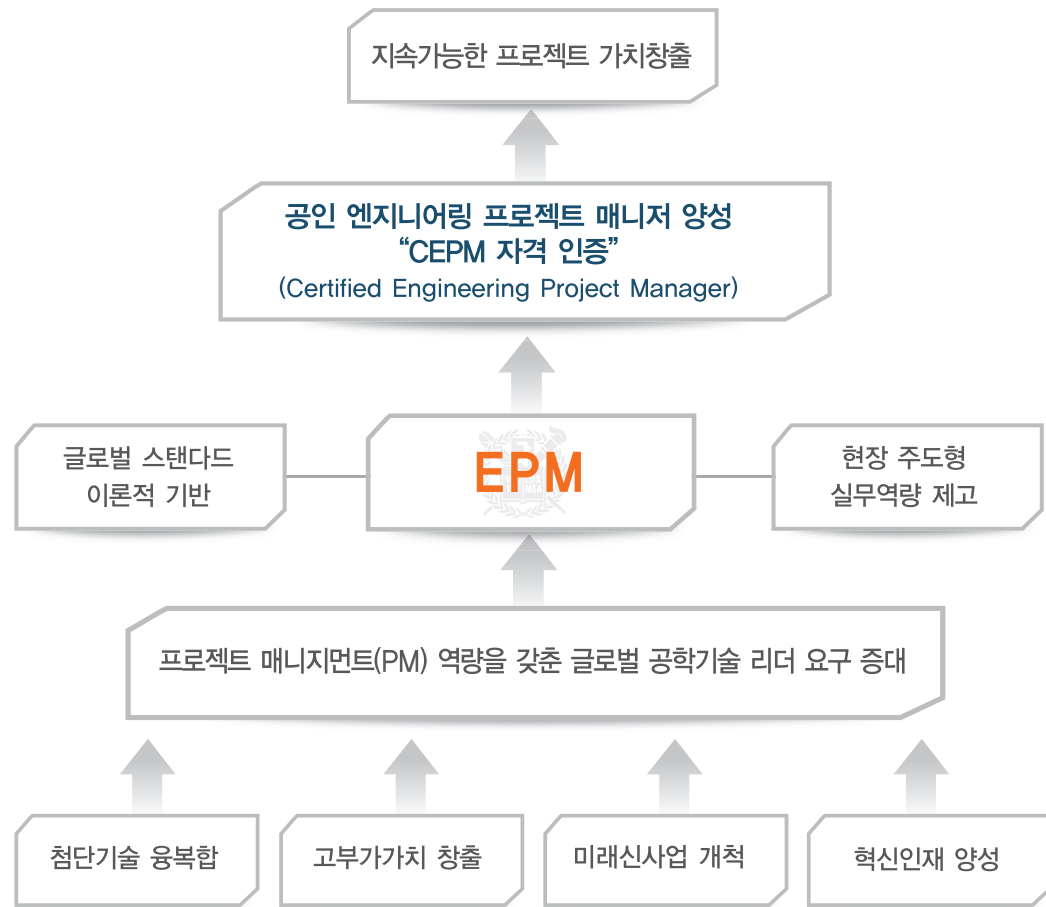 지속가능한 프로젝트 가치창출
공인 엔지니어링 프로젝트 매니저 양성
“CEPM 자격 인증”
(Certified Engineering Project Manager)
글로벌 스탠다드
이론적 기반
EPM
현장 주도형
실무역량 제고
프로젝트 매니지먼트(PM) 역량을 갖춘 글로벌 공학기술 리더 요구 증대
첨단기술 융복합
고부가가치 창출
미래신사업 개척
혁신인재 양성